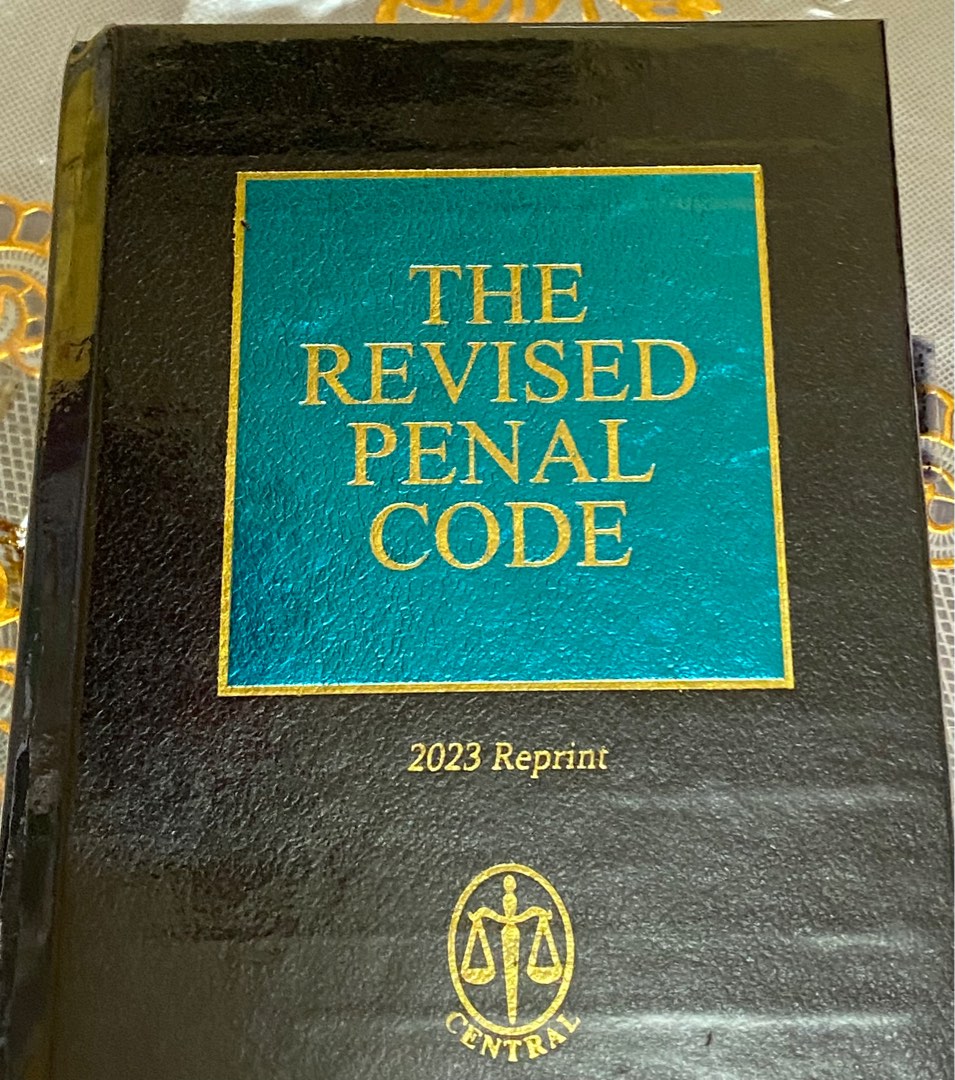 THE
REVISED
PENAL
CODE
2023 Reprint
CENTRAL